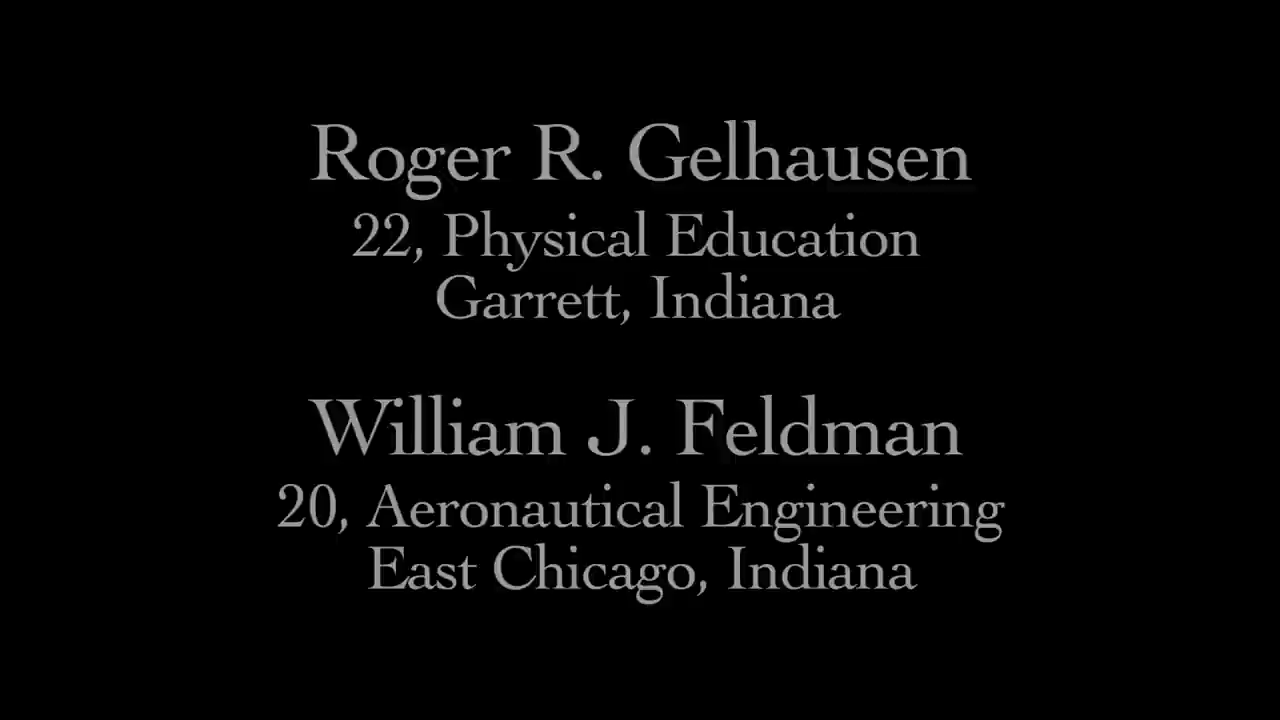 Roger R. Gelhausen
22, Physical Education
Garrett, Indiana
William J. Feldman
20, Aeronautical Engineering
East Chicago, Indiana